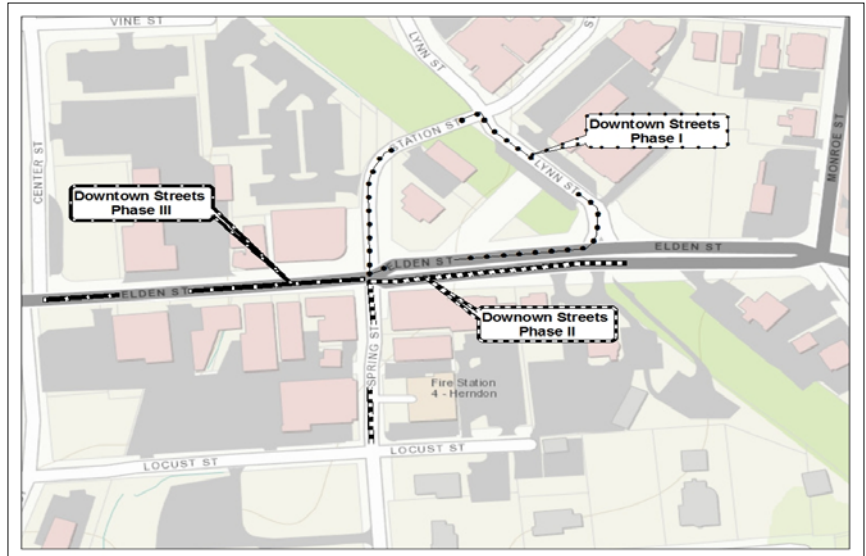 VINE ST
LYNN ST
ST
STATION ST
Downtown Streets
Phase I
LYNN ST
MONROE ST
CENTER ST
Downtown Streets
Phase III
ELDEN ST
ELDEN ST
ELDEN ST
Downown Streets
Phase II
SPRING ST
Fire Station
4 - Herndon
LOCUST ST
LOCUST ST